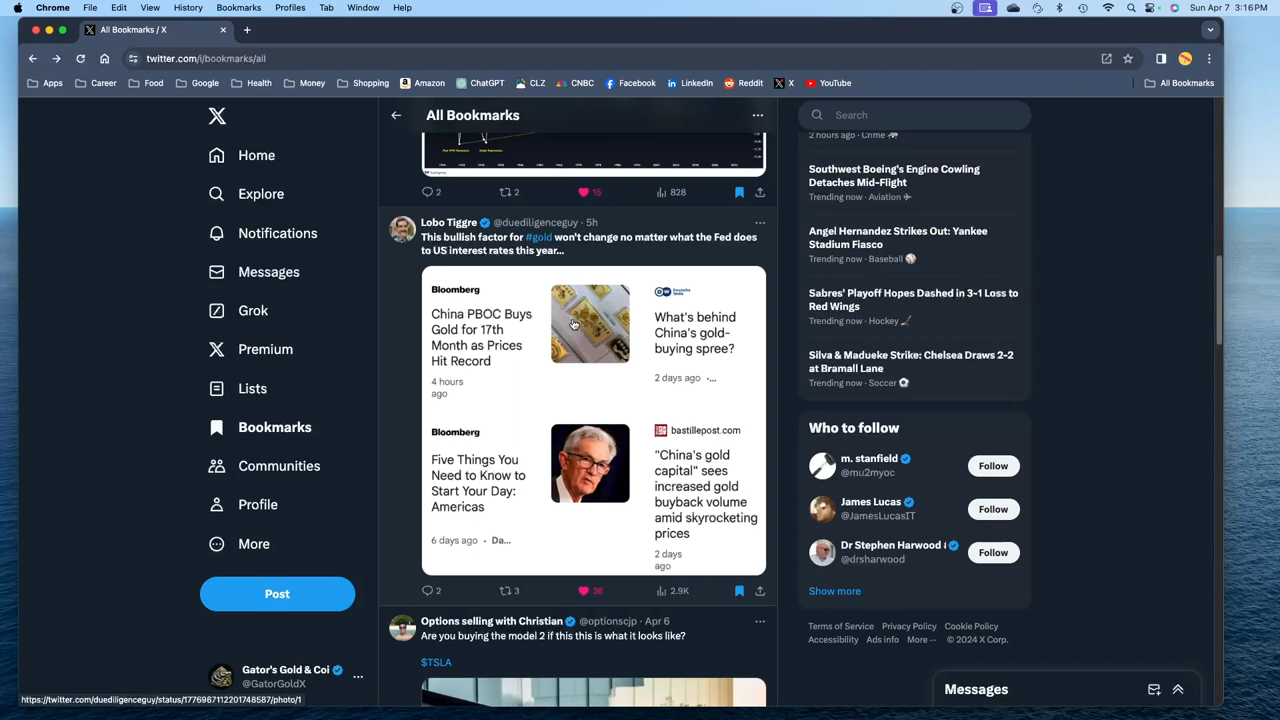 Chrome File Edit View History Bookmarks Profiles Tab Window Help Sun Apr 7 3:16 PM
All Bookmarks / X
twitter.com/i/bookmarks/all
Apps Career Food Google Health Money Shopping Amazon ChatGPT CLZ CNBC Facebook LinkedIn Reddit X YouTube All Bookmarks
Home
Explore
Notifications
Messages
Grok
Premium
Lists
Bookmarks
Communities
Profile
More
Post
Gator's Gold & Coi
@GatorGoldX
https://twitter.com/duediligenceguy/status/1776967112201748587/photo/1
All Bookmarks
2 2 15 828
Lobo Tiggre @duediligenceguy · 5h
This bullish factor for #gold won't change no matter what the Fed does
to US interest rates this year...
Bloomberg
China PBOC Buys
Gold for 17th
Month as Prices
Hit Record
4 hours
ago
DW
What's behind
China's gold-
buying spree?
2 days ago · ...
Bloomberg
Five Things You
Need to Know to
Start Your Day:
Americas
6 days ago · Da...
bastillepost.com
"China's gold
capital" sees
increased gold
buyback volume
amid skyrocketing
prices
2 days
ago
2 3 36 2.9K
Options selling with Christian @optionscjp · Apr 6
Are you buying the model 2 if this this is what it looks like?
$TSLA
Search
2 hours ago · Crime
Southwest Boeing's Engine Cowling
Detaches Mid-Flight
Trending now · Aviation
Angel Hernandez Strikes Out: Yankee
Stadium Fiasco
Trending now · Baseball
Sabres' Playoff Hopes Dashed in 3-1 Loss to
Red Wings
Trending now · Hockey
Silva & Madueke Strike: Chelsea Draws 2-2
at Bramall Lane
Trending now · Soccer
Who to follow
m. stanfield
@mu2myoc
Follow
James Lucas
@JamesLucasIT
Follow
Dr Stephen Harwood
@drsharwood
Follow
Show more
Terms of Service Privacy Policy Cookie Policy
Accessibility Ads info More ··· © 2024 X Corp.
Messages